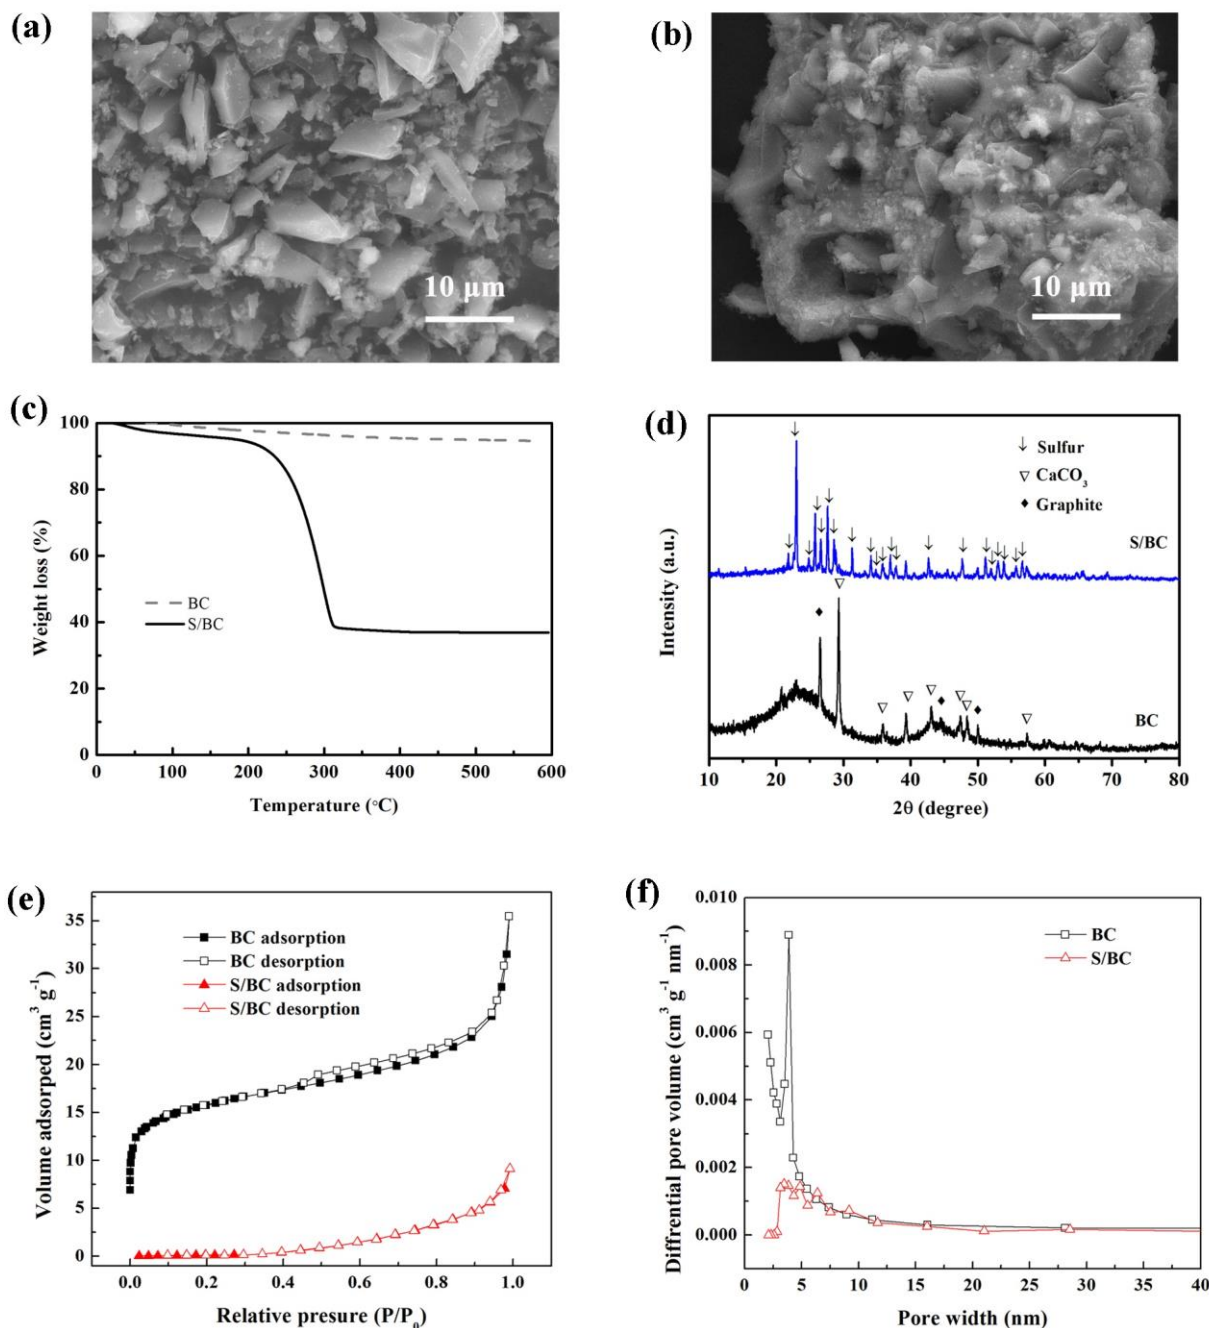 (a)
10 µm
(b)
10 µm
(c)
100
80
60
40
20
0
Weight loss (%)
BC
S/BC
0
100
200
300
400
500
600
Temperature (°C)
(d)
Intensity (a.u.)
Sulfur
CaCO3
Graphite
S/BC
BC
10
20
30
40
50
60
70
80
2θ (degree)
(e)
35
30
25
20
15
10
5
0
Volume adsorped (cm3 g-1)
BC adsorption
BC desorption
S/BC adsorption
S/BC desorption
0.0
0.2
0.4
0.6
0.8
1.0
Relative presure (P/P0)
(f)
0.010
0.008
0.006
0.004
0.002
0.000
Diffrential pore volume (cm3 g-1 nm-1)
BC
S/BC
0
5
10
15
20
25
30
35
40
Pore width (nm)